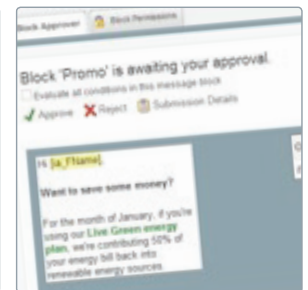 Block Approver
Block Permissions
Block 'Promo' is awaiting your approval.
Evaluate all conditions in this message block
Approve
Reject
Submission Details
Hi [a_FName],
Want to save some money?
For the month of January, if you're
using our Live Green energy
plan, we're contributing 50% of
your energy bill back into
renewable energy sources